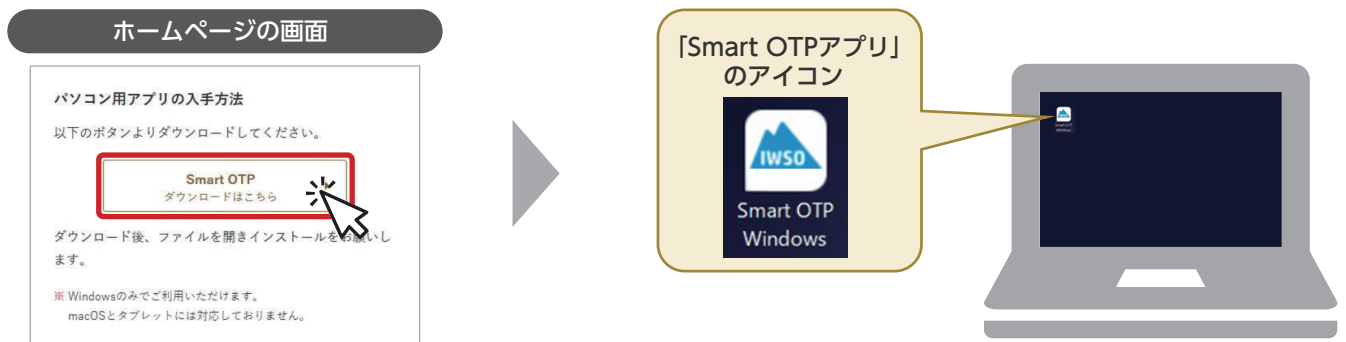 ホームページの画面
パソコン用アプリの入手方法
以下のボタンよりダウンロードしてください。
Smart OTP
ダウンロードはこちら
ダウンロード後、ファイルを開きインストールをお願いし
ます。
※ Windowsのみでご利用いただけます。
macOSとタブレットには対応しておりません。
「Smart OTPアプリ」
のアイコン
IWSO
Smart OTP
Windows
Smart OTP
Windows